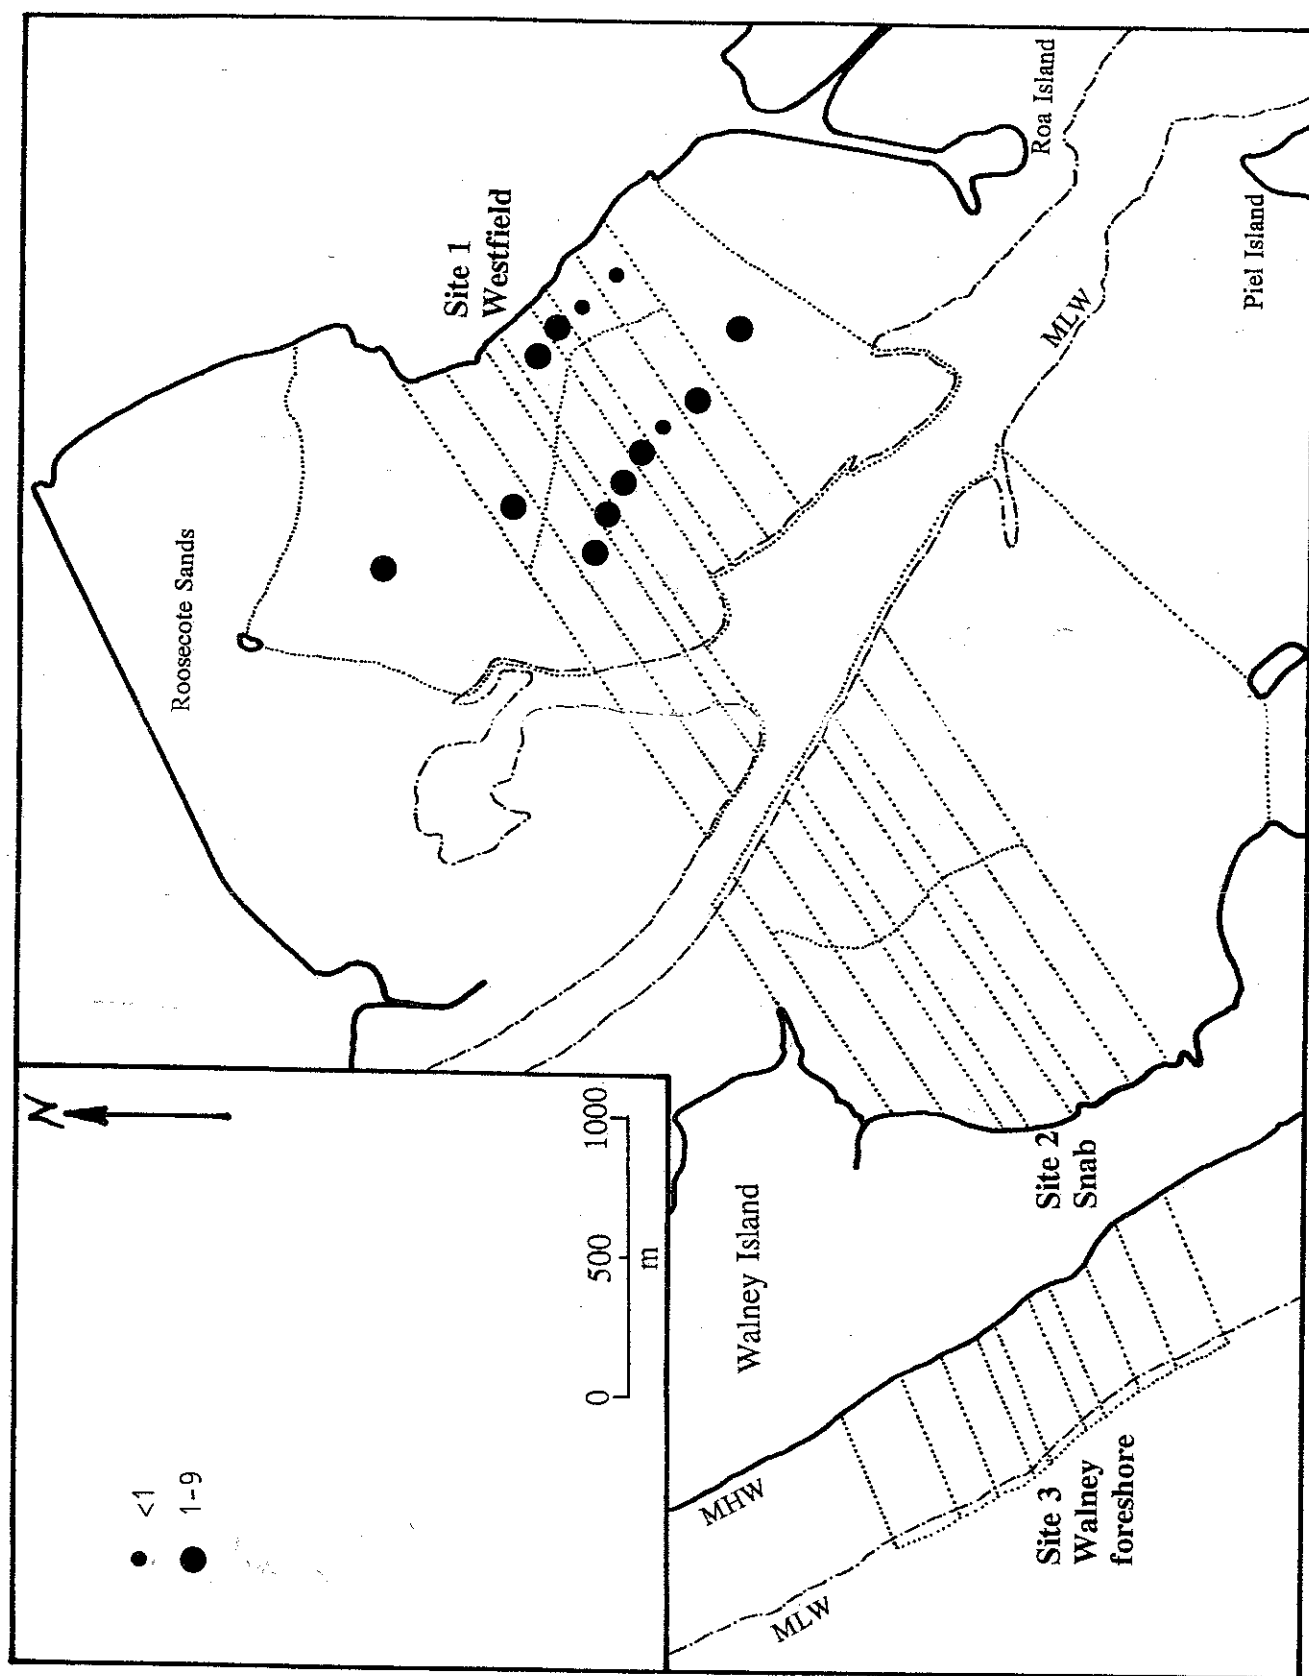 N
<1
1-9
0 500 1000
m
Roosecote Sands
Site 1
Westfield
Roa Island
Piel Island
MLW
Walney Island
Site 2
Snab
MHW
MLW
Site 3
Walney
foreshore